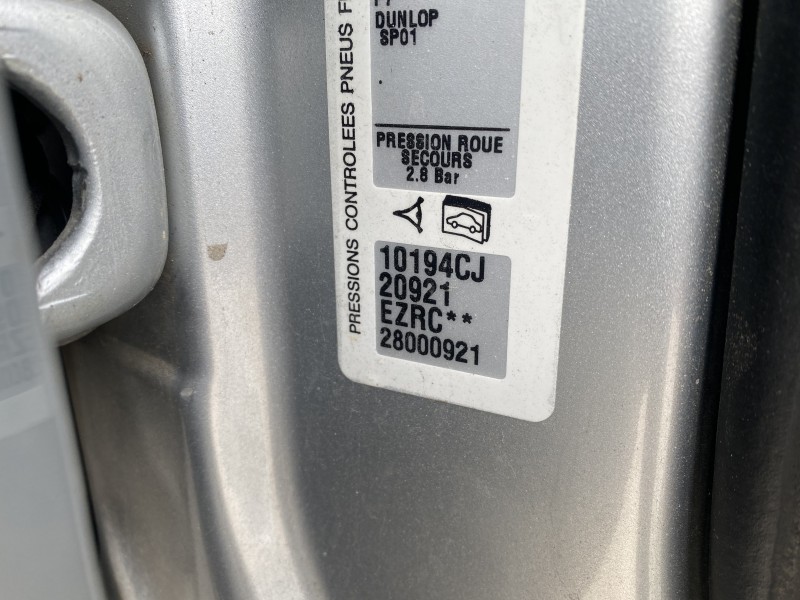 DUNLOP
SP01
PRESSION ROUE
SECOURS
2.8 Bar
10194CJ
20921
EZRC**
28000921
PRESSIONS CONTROLEES PNEUS